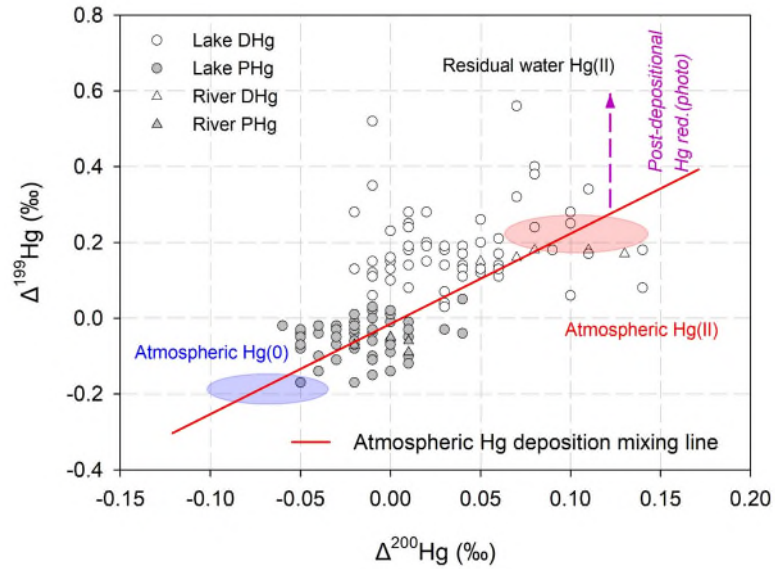 0.8
0.6
0.4
0.2
0.0
-0.2
-0.4
Δ199Hg (‰)
Lake DHg
Lake PHg
River DHg
River PHg
Residual water Hg(II)
Post-depositional
Hg red.(photo)
Atmospheric Hg(0)
Atmospheric Hg(II)
Atmospheric Hg deposition mixing line
-0.15 -0.10 -0.05 0.00 0.05 0.10 0.15 0.20
Δ200Hg (‰)